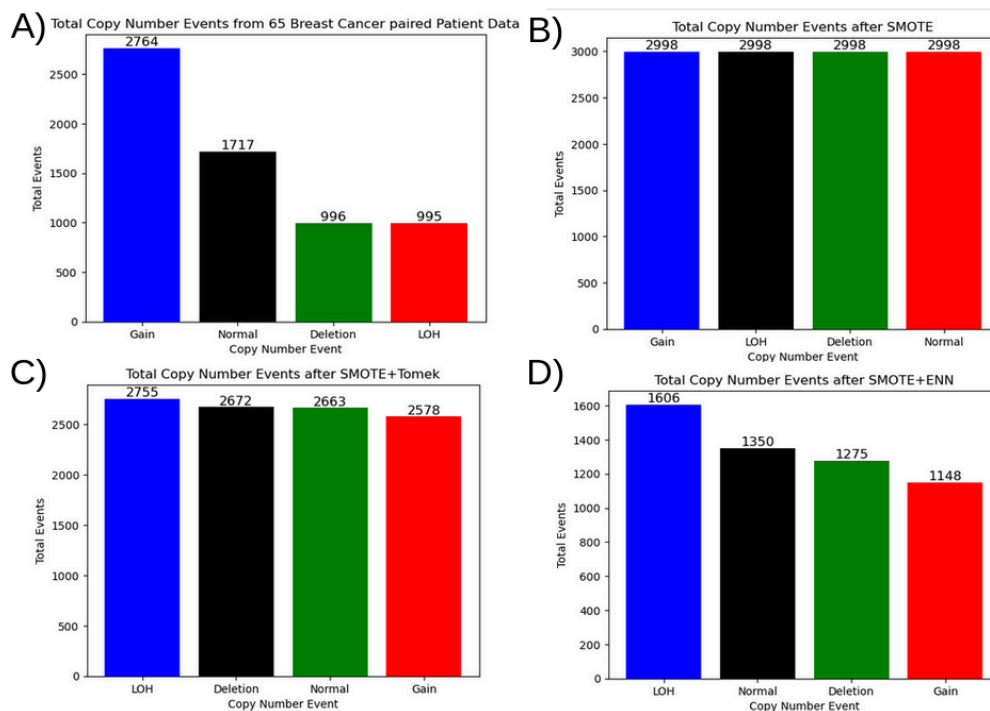 A)
Total Copy Number Events from 65 Breast Cancer paired Patient Data
2764
1717
996
995
2500
2000
1500
1000
500
0
Total Events
Gain Normal Deletion LOH
Copy Number Event
B)
Total Copy Number Events after SMOTE
2998 2998 2998 2998
3000
2500
2000
1500
1000
500
0
Total Events
Gain LOH Deletion Normal
Copy Number Event
C)
Total Copy Number Events after SMOTE+Tomek
2755
2672
2663
2578
2500
2000
1500
1000
500
0
Total Events
LOH Deletion Normal Gain
Copy Number Event
D)
Total Copy Number Events after SMOTE+ENN
1606
1350
1275
1148
1600
1400
1200
1000
800
600
400
200
0
Total Events
LOH Normal Deletion Gain
Copy Number Event